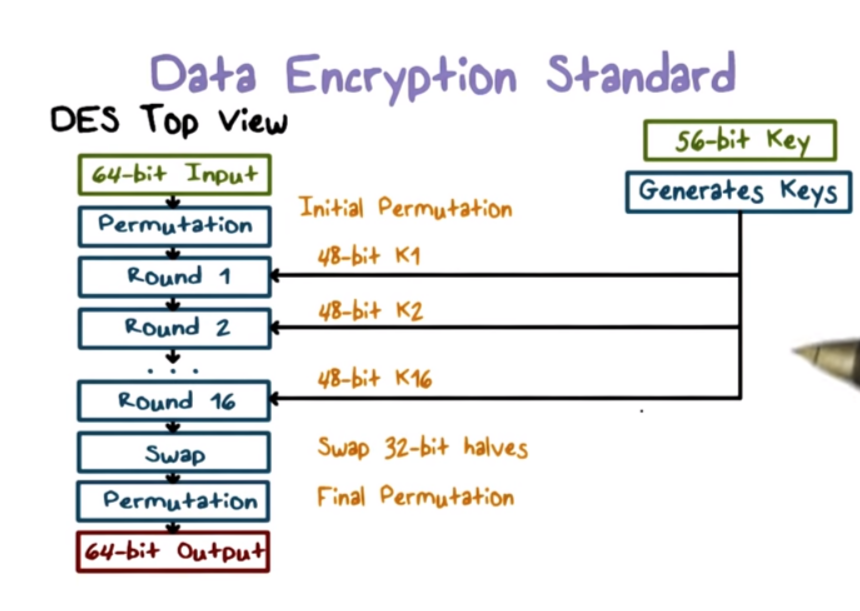 Data Encryption Standard
DES Top View
56-bit Key
Generates Keys
64-bit Input
Permutation
Initial Permutation
Round 1
48-bit K1
Round 2
48-bit K2
...
Round 16
48-bit K16
Swap
Swap 32-bit halves
Permutation
Final Permutation
64-bit Output